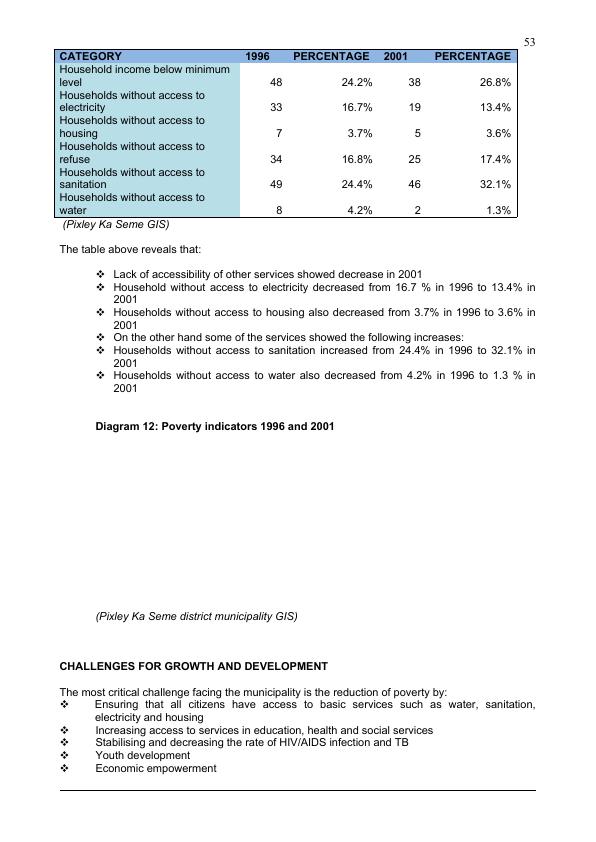 53
CATEGORY 1996 PERCENTAGE 2001 PERCENTAGE
Household income below minimum
level 48 24.2% 38 26.8%
Households without access to
electricity 33 16.7% 19 13.4%
Households without access to
housing 7 3.7% 5 3.6%
Households without access to
refuse 34 16.8% 25 17.4%
Households without access to
sanitation 49 24.4% 46 32.1%
Households without access to
water 8 4.2% 2 1.3%
(Pixley Ka Seme GIS)
The table above reveals that:
❖ Lack of accessibility of other services showed decrease in 2001
❖ Household without access to electricity decreased from 16.7 % in 1996 to 13.4% in
2001
❖ Households without access to housing also decreased from 3.7% in 1996 to 3.6% in
2001
❖ On the other hand some of the services showed the following increases:
❖ Households without access to sanitation increased from 24.4% in 1996 to 32.1% in
2001
❖ Households without access to water also decreased from 4.2% in 1996 to 1.3 % in
2001
Diagram 12: Poverty indicators 1996 and 2001
(Pixley Ka Seme district municipality GIS)
CHALLENGES FOR GROWTH AND DEVELOPMENT
The most critical challenge facing the municipality is the reduction of poverty by:
❖ Ensuring that all citizens have access to basic services such as water, sanitation,
electricity and housing
❖ Increasing access to services in education, health and social services
❖ Stabilising and decreasing the rate of HIV/AIDS infection and TB
❖ Youth development
❖ Economic empowerment